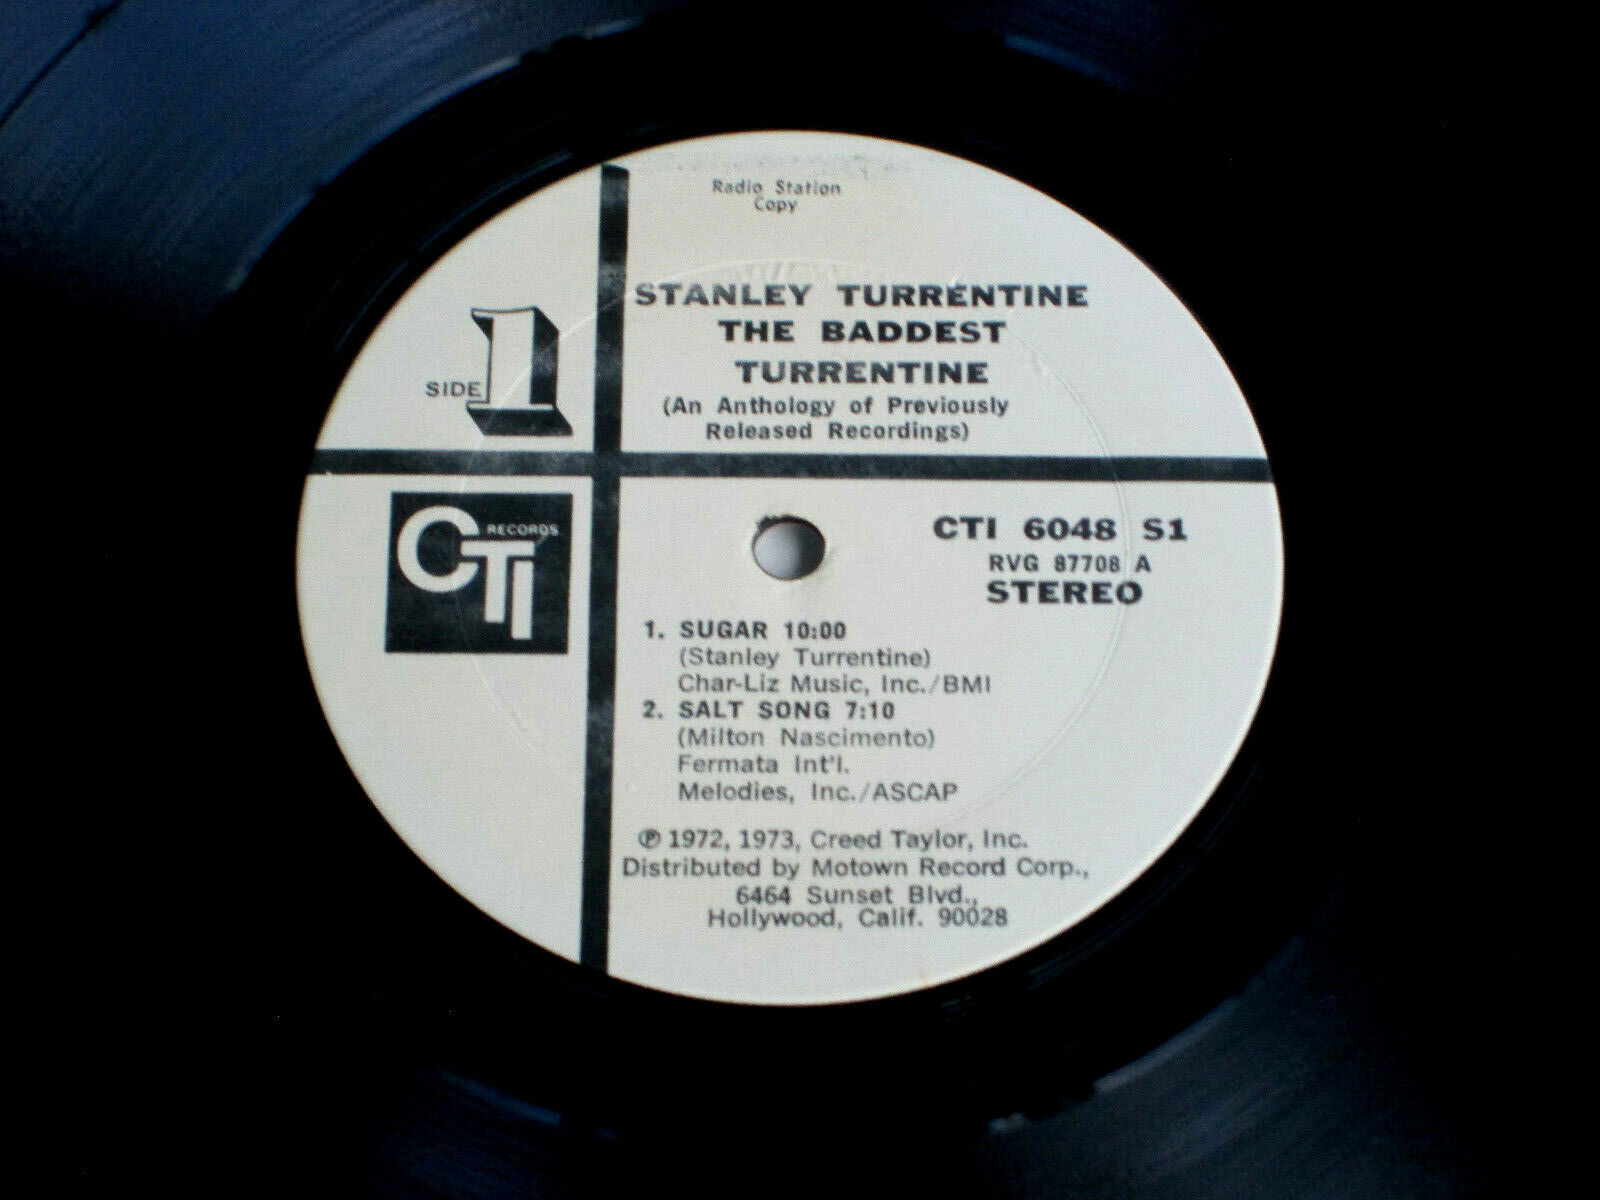 Radio Station
Copy
STANLEY TURRENTINE
THE BADDEST
TURRENTINE
(An Anthology of Previously
Released Recordings)
SIDE 1
CTI RECORDS
CTI 6048 S1
RVG 87708 A
STEREO
1. SUGAR 10:00
(Stanley Turrentine)
Char-Liz Music, Inc./BMI
2. SALT SONG 7:10
(Milton Nascimento)
Fermata Int'l.
Melodies, Inc./ASCAP
℗ 1972, 1973, Creed Taylor, Inc.
Distributed by Motown Record Corp.,
6464 Sunset Blvd.,
Hollywood, Calif. 90028